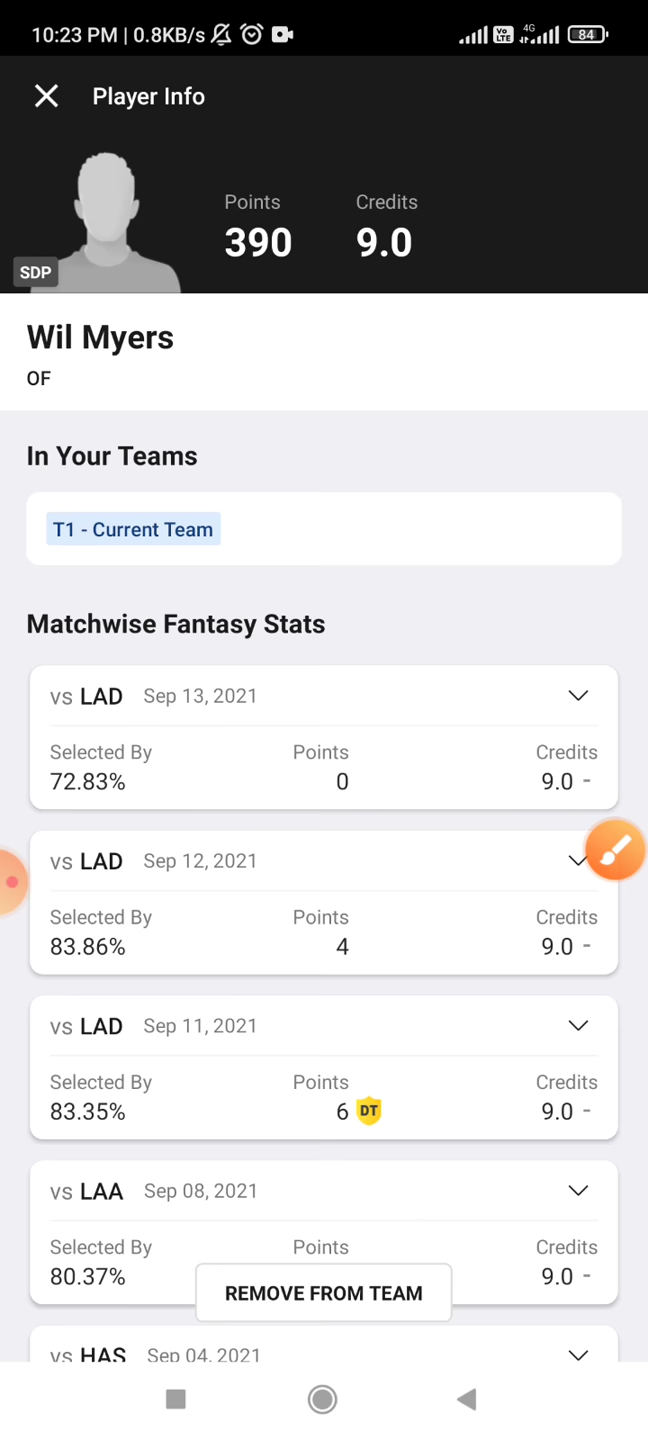 10:23 PM | 0.8KB/s Vo LTE 4G 84
Player Info
Points Credits
390 9.0
SDP
Wil Myers
OF
In Your Teams
T1 - Current Team
Matchwise Fantasy Stats
vs LAD Sep 13, 2021
Selected By Points Credits
72.83% 0 9.0 -
vs LAD Sep 12, 2021
Selected By Points Credits
83.86% 4 9.0 -
vs LAD Sep 11, 2021
Selected By Points Credits
83.35% 6 DT 9.0 -
vs LAA Sep 08, 2021
Selected By Points Credits
80.37% 9.0 -
REMOVE FROM TEAM
vs HAS Sep 04, 2021